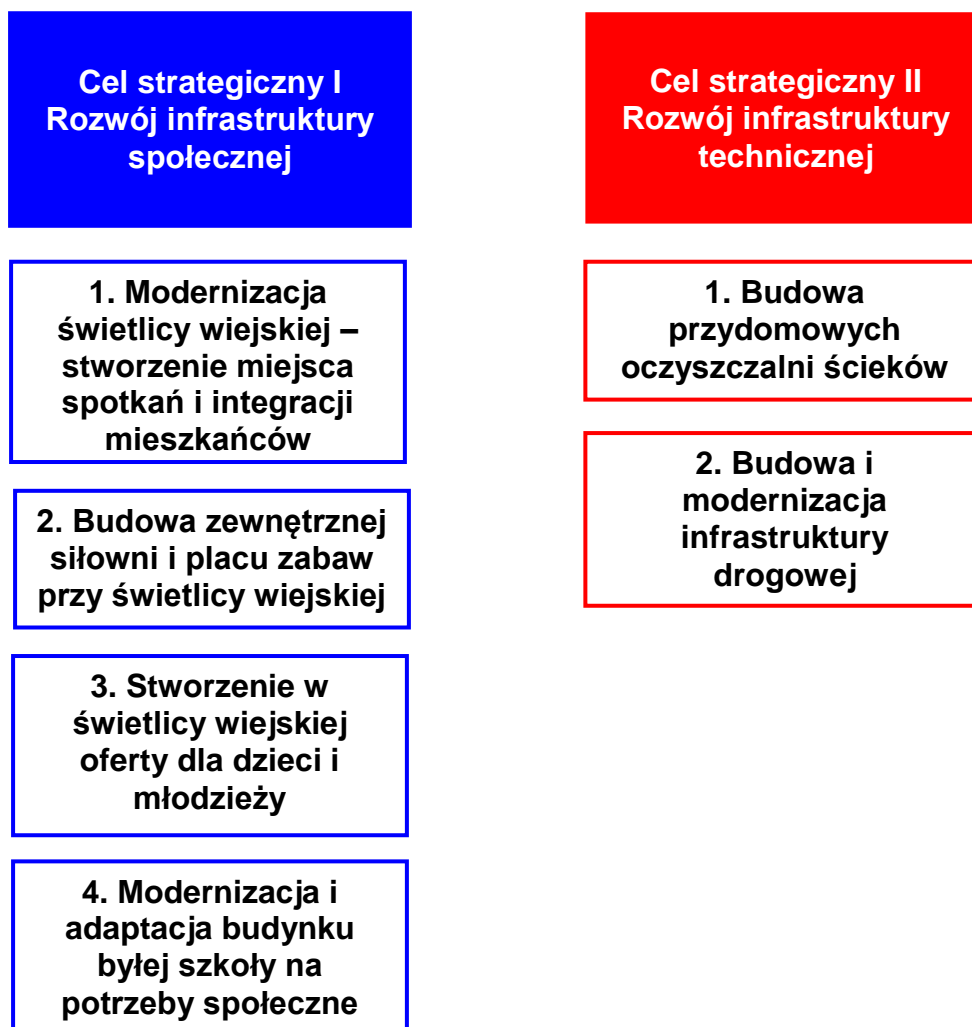 Cel strategiczny I
Rozwój infrastruktury
społecznej
1. Modernizacja
świetlicy wiejskiej –
stworzenie miejsca
spotkań i integracji
mieszkańców
2. Budowa zewnętrznej
siłowni i placu zabaw
przy świetlicy wiejskiej
3. Stworzenie w
świetlicy wiejskiej
oferty dla dzieci i
młodzieży
4. Modernizacja i
adaptacja budynku
byłej szkoły na
potrzeby społeczne
Cel strategiczny II
Rozwój infrastruktury
technicznej
1. Budowa
przydomowych
oczyszczalni ścieków
2. Budowa i
modernizacja
infrastruktury
drogowej